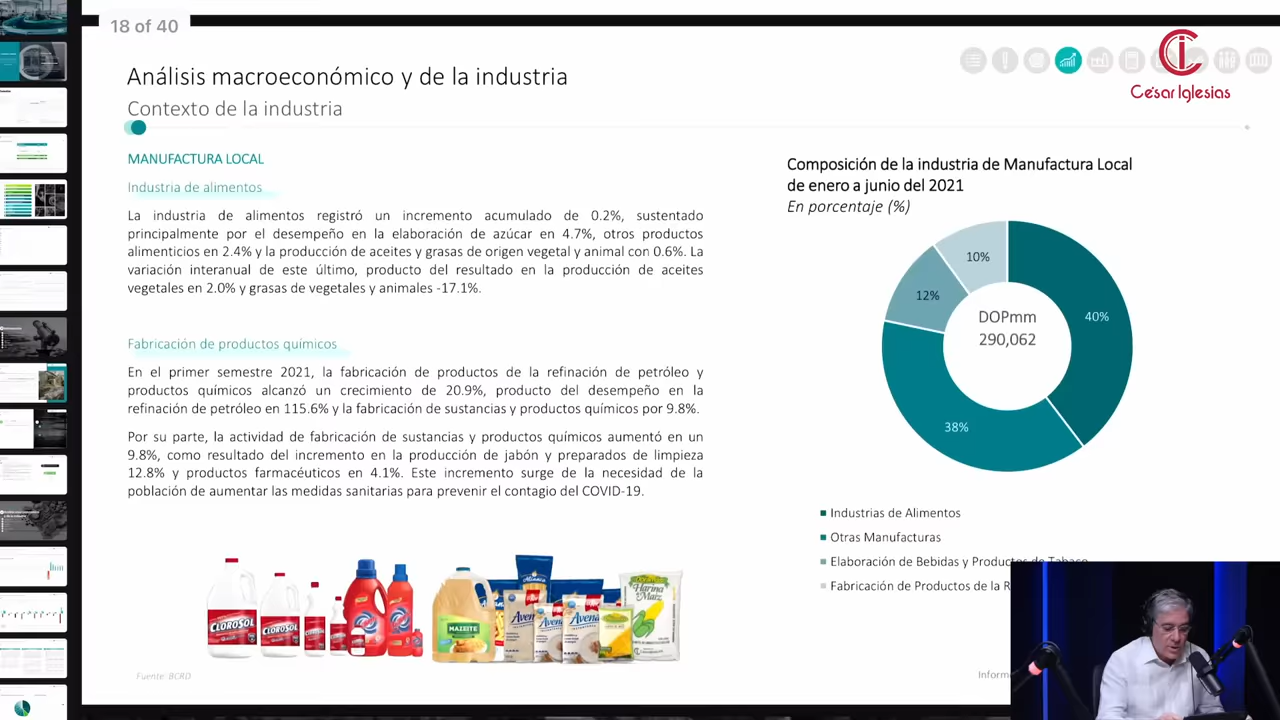 18 of 40
César Iglesias
Análisis macroeconómico y de la industria
Contexto de la industria
MANUFACTURA LOCAL
Industria de alimentos
La industria de alimentos registró un incremento acumulado de 0.2%, sustentado
principalmente por el desempeño en la elaboración de azúcar en 4.7%, otros productos
alimenticios en 2.4% y la producción de aceites y grasas de origen vegetal y animal con 0.6%. La
variación interanual de este último, producto del resultado en la producción de aceites
vegetales en 2.0% y grasas de vegetales y animales -17.1%.
Fabricación de productos químicos
En el primer semestre 2021, la fabricación de productos de la refinación de petróleo y
productos químicos alcanzó un crecimiento de 20.9%, producto del desempeño en la
refinación de petróleo en 115.6% y la fabricación de sustancias y productos químicos por 9.8%.
Por su parte, la actividad de fabricación de sustancias y productos químicos aumentó en un
9.8%, como resultado del incremento en la producción de jabón y preparados de limpieza
12.8% y productos farmacéuticos en 4.1%. Este incremento surge de la necesidad de la
población de aumentar las medidas sanitarias para prevenir el contagio del COVID-19.
Composición de la industria de Manufactura Local
de enero a junio del 2021
En porcentaje (%)
10%
12%
40%
38%
DOPmm
290,062
Industrias de Alimentos
Otras Manufacturas
Elaboración de Bebidas y Productos de Tabaco
Fabricación de Productos de la R
CLOROSOL
CLOROSOL
CLOROSOL
MAZEITE
Avena
Avena
Avena
Harina
Maíz
Fuente: BCRD
Inform